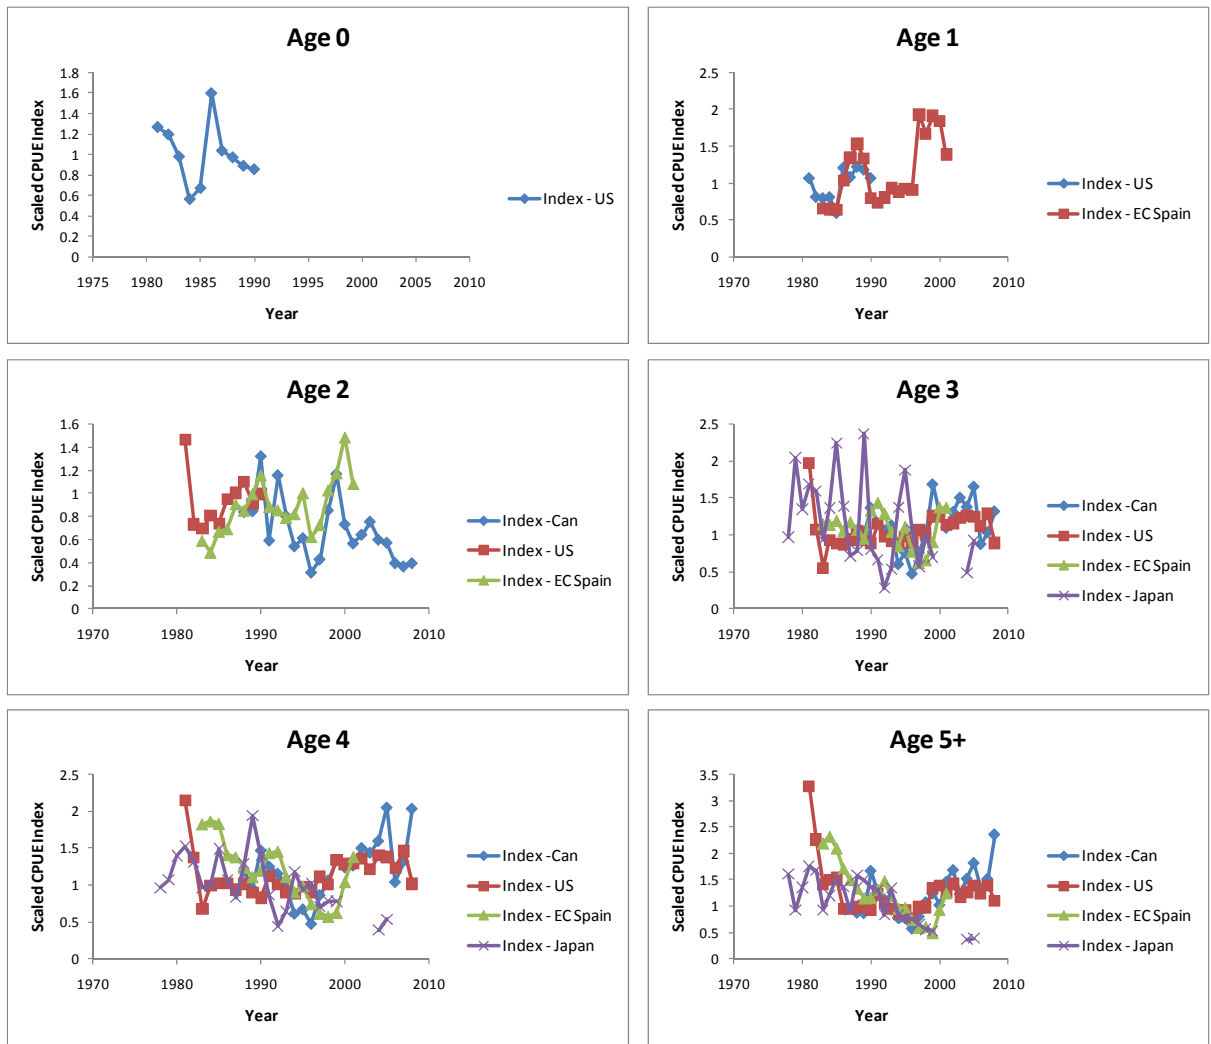 Age 0
Scaled CPUE Index
1.8
1.6
1.4
1.2
1
0.8
0.6
0.4
0.2
0
1975 1980 1985 1990 1995 2000 2005 2010
Year
Index - US
Age 1
Scaled CPUE Index
2.5
2
1.5
1
0.5
0
1970 1980 1990 2000 2010
Year
Index - US
Index - EC Spain
Age 2
Scaled CPUE Index
1.6
1.4
1.2
1
0.8
0.6
0.4
0.2
0
1970 1980 1990 2000 2010
Year
Index -Can
Index - US
Index - EC Spain
Age 3
Scaled CPUE Index
2.5
2
1.5
1
0.5
0
1970 1980 1990 2000 2010
Year
Index -Can
Index - US
Index - EC Spain
Index - Japan
Age 4
Scaled CPUE Index
2.5
2
1.5
1
0.5
0
1970 1980 1990 2000 2010
Year
Index -Can
Index - US
Index - EC Spain
Index - Japan
Age 5+
Scaled CPUE Index
3.5
3
2.5
2
1.5
1
0.5
0
1970 1980 1990 2000 2010
Year
Index -Can
Index - US
Index - EC Spain
Index - Japan